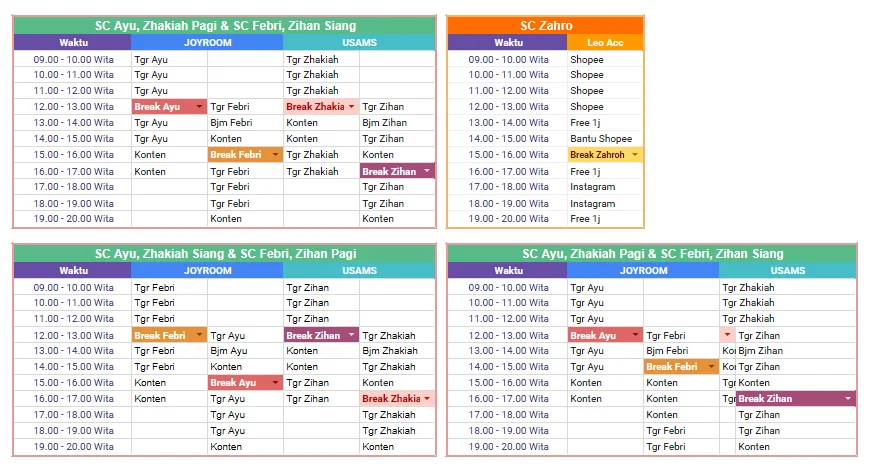 SC Ayu, Zhakiah Pagi & SC Febri, Zihan Siang
Waktu JOYROOM USAMS
09.00 - 10.00 Wita Tgr Ayu Tgr Zhakiah
10.00 - 11.00 Wita Tgr Ayu Tgr Zhakiah
11.00 - 12.00 Wita Tgr Ayu Tgr Zhakiah
12.00 - 13.00 Wita Break Ayu Tgr Febri Break Zhakia Tgr Zihan
13.00 - 14.00 Wita Tgr Ayu Bjm Febri Konten Bjm Zihan
14.00 - 15.00 Wita Tgr Ayu Konten Konten Tgr Zihan
15.00 - 16.00 Wita Konten Break Febri Tgr Zhakiah Konten
16.00 - 17.00 Wita Konten Tgr Febri Tgr Zhakiah Break Zihan
17.00 - 18.00 Wita Tgr Febri Tgr Zihan
18.00 - 19.00 Wita Tgr Febri Tgr Zihan
19.00 - 20.00 Wita Konten Konten
SC Zahro
Waktu Leo Acc
09.00 - 10.00 Wita Shopee
10.00 - 11.00 Wita Shopee
11.00 - 12.00 Wita Shopee
12.00 - 13.00 Wita Shopee
13.00 - 14.00 Wita Free 1j
14.00 - 15.00 Wita Bantu Shopee
15.00 - 16.00 Wita Break Zahroh
16.00 - 17.00 Wita Free 1j
17.00 - 18.00 Wita Instagram
18.00 - 19.00 Wita Instagram
19.00 - 20.00 Wita Free 1j
SC Ayu, Zhakiah Siang & SC Febri, Zihan Pagi
Waktu JOYROOM USAMS
09.00 - 10.00 Wita Tgr Febri Tgr Zihan
10.00 - 11.00 Wita Tgr Febri Tgr Zihan
11.00 - 12.00 Wita Tgr Febri Tgr Zihan
12.00 - 13.00 Wita Break Febri Tgr Ayu Break Zihan Tgr Zhakiah
13.00 - 14.00 Wita Tgr Febri Bjm Ayu Konten Bjm Zhakiah
14.00 - 15.00 Wita Tgr Febri Konten Konten Tgr Zhakiah
15.00 - 16.00 Wita Konten Break Ayu Tgr Zihan Konten
16.00 - 17.00 Wita Konten Tgr Ayu Tgr Zihan Break Zhakia
17.00 - 18.00 Wita Tgr Ayu Tgr Zhakiah
18.00 - 19.00 Wita Tgr Ayu Tgr Zhakiah
19.00 - 20.00 Wita Konten Konten
SC Ayu, Zhakiah Pagi & SC Febri, Zihan Siang
Waktu JOYROOM USAMS
09.00 - 10.00 Wita Tgr Ayu Tgr Zhakiah
10.00 - 11.00 Wita Tgr Ayu Tgr Zhakiah
11.00 - 12.00 Wita Tgr Ayu Tgr Zhakiah
12.00 - 13.00 Wita Break Ayu Tgr Febri Tgr Zihan
13.00 - 14.00 Wita Tgr Ayu Bjm Febri Bjm Zihan
14.00 - 15.00 Wita Tgr Ayu Break Febri Tgr Zihan
15.00 - 16.00 Wita Konten Konten Konten
16.00 - 17.00 Wita Konten Konten Break Zihan
17.00 - 18.00 Wita Konten Tgr Zihan
18.00 - 19.00 Wita Tgr Febri Tgr Zihan
19.00 - 20.00 Wita Tgr Febri Konten